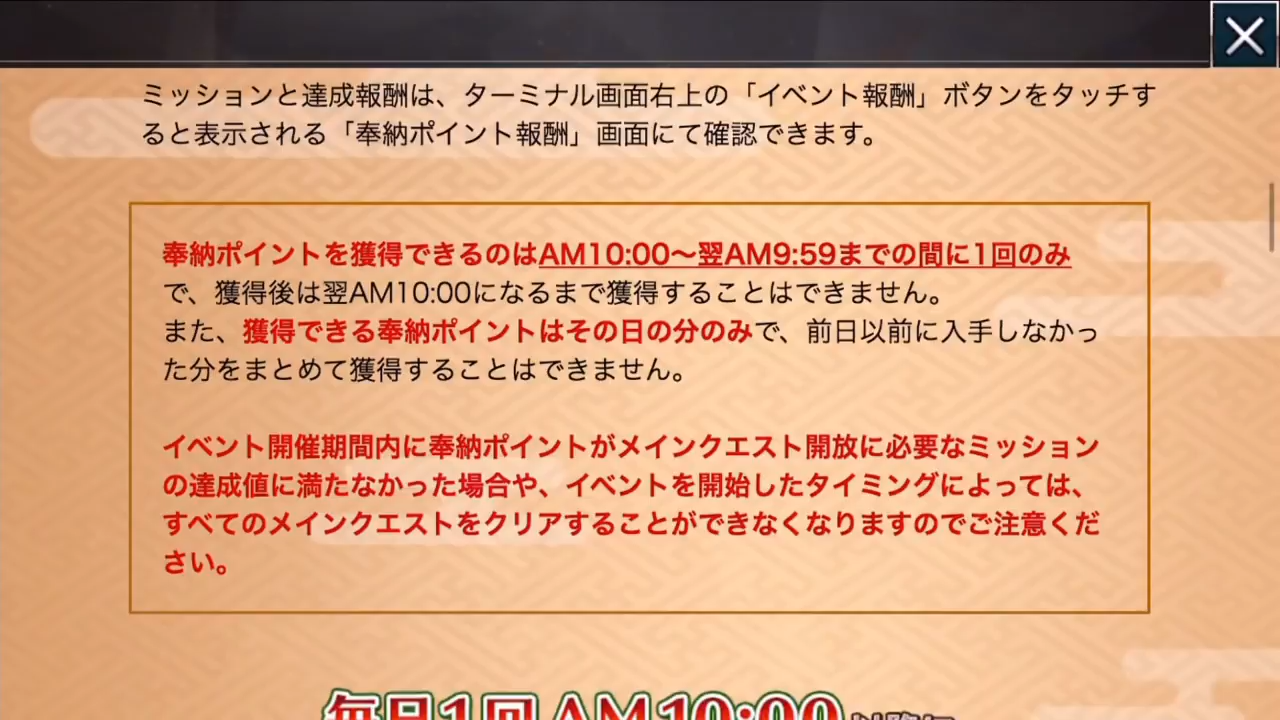 ミッションと達成報酬は、ターミナル画面右上の「イベント報酬」ボタンをタッチす
ると表示される「奉納ポイント報酬」画面にて確認できます。
奉納ポイントを獲得できるのはAM10:00～翌AM9:59までの間に1回のみ
で、獲得後は翌AM10:00になるまで獲得することはできません。
また、獲得できる奉納ポイントはその日の分のみで、前日以前に入手しなかっ
た分をまとめて獲得することはできません。
イベント開催期間内に奉納ポイントがメインクエスト開放に必要なミッション
の達成値に満たなかった場合や、イベントを開始したタイミングによっては、
すべてのメインクエストをクリアすることができなくなりますのでご注意くだ
さい。
毎日1回 AM10:00